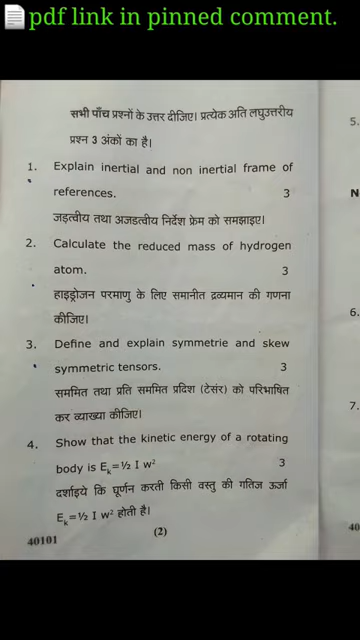 pdf link in pinned comment.
सभी पाँच प्रश्नों के उत्तर दीजिए। प्रत्येक अति लघुउत्तरीय
प्रश्न 3 अंकों का है।
1. Explain inertial and non inertial frame of
references. 3
जड़त्वीय तथा अजडत्वीय निर्देश फ्रेम को समझाइए।
2. Calculate the reduced mass of hydrogen
atom. 3
हाइड्रोजन परमाणु के लिए समानीत द्रव्यमान की गणना
कीजिए।
3. Define and explain symmetrie and skew
symmetric tensors. 3
सममित तथा प्रति सममित प्रदिश (टेसंर) को परिभाषित
कर व्याख्या कीजिए।
4. Show that the kinetic energy of a rotating
body is Eₖ=½ I w² 3
दर्शाइये कि घूर्णन करती किसी वस्तु की गतिज ऊर्जा
Eₖ=½ I w² होती है।
40101 (2)
5.
N
6.
7.
40